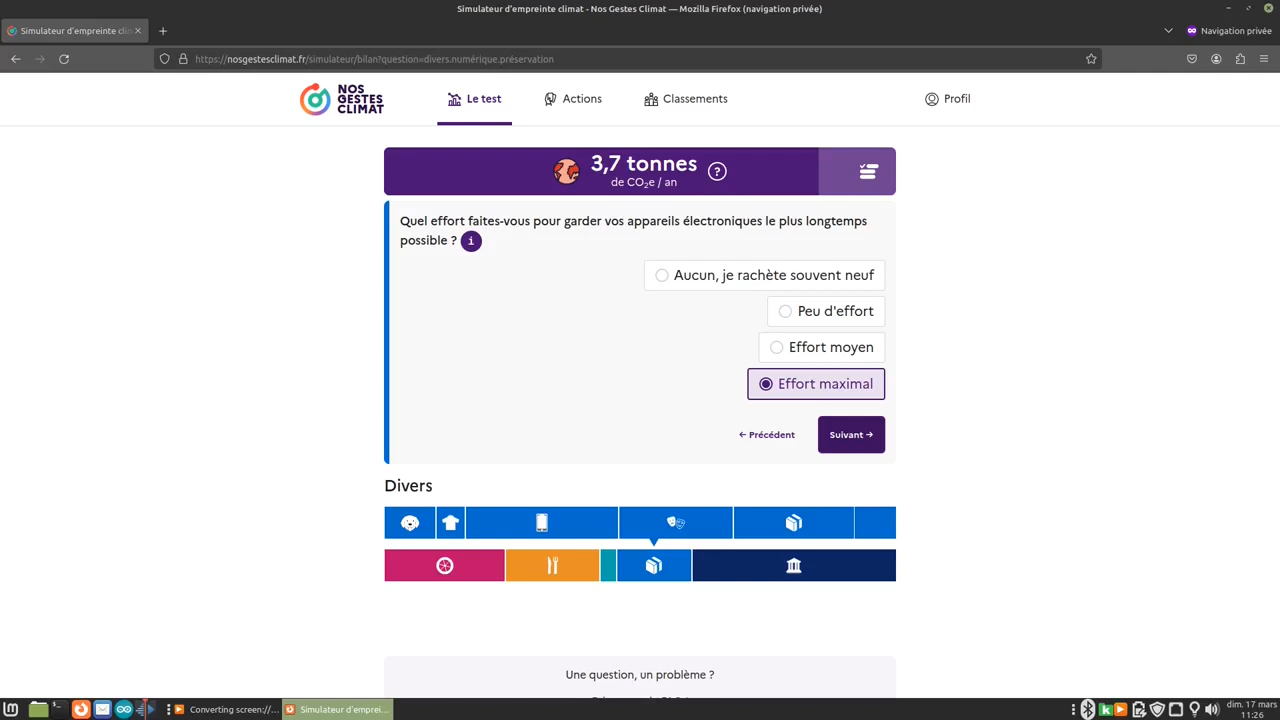 Simulateur d'empreinte climat - Nos Gestes Climat — Mozilla Firefox (navigation privée)
Simulateur d'empreinte clim
Navigation privée
https://nosgestesclimat.fr/simulateur/bilan?question=divers.numérique.préservation
NOS
GESTES
CLIMAT
Le test
Actions
Classements
Profil
3,7 tonnes
de CO₂e / an
?
Quel effort faites-vous pour garder vos appareils électroniques le plus longtemps
possible ? i
Aucun, je rachète souvent neuf
Peu d'effort
Effort moyen
Effort maximal
← Précédent
Suivant →
Divers
Une question, un problème ?
Converting screen://...
Simulateur d'emprei...
dim. 17 mars
11:26